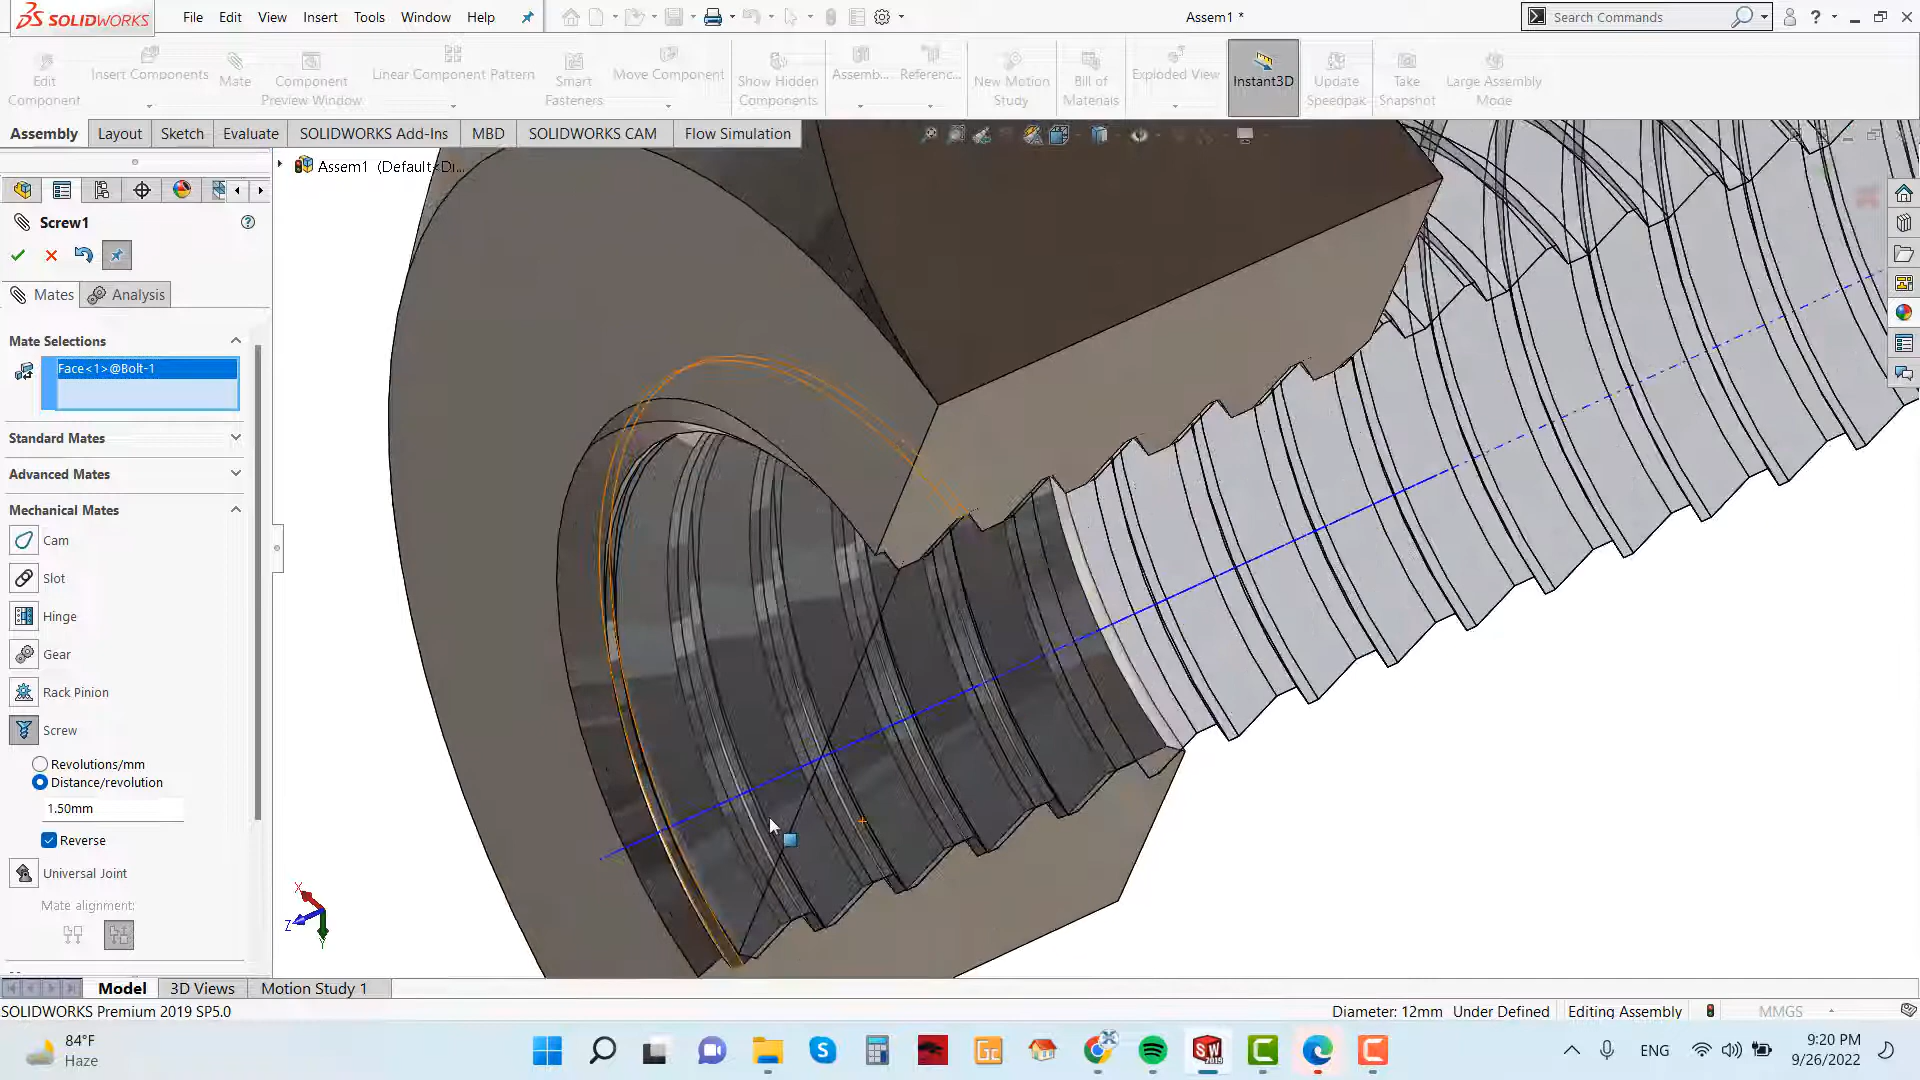 SOLIDWORKS
File Edit View Insert Tools Window Help
Assem1 *
Search Commands
Edit Component
Insert Components
Mate
Component Preview Window
Linear Component Pattern
Smart Fasteners
Move Component
Show Hidden Components
Assemb...
Referenc...
New Motion Study
Bill of Materials
Exploded View
Instant3D
Update Speedpak
Take Snapshot
Large Assembly Mode
Assembly Layout Sketch Evaluate SOLIDWORKS Add-Ins MBD SOLIDWORKS CAM Flow Simulation
Assem1 (Default<Di...
Screw1
Mates Analysis
Mate Selections
Face<1>@Bolt-1
Standard Mates
Advanced Mates
Mechanical Mates
Cam
Slot
Hinge
Gear
Rack Pinion
Screw
Revolutions/mm
Distance/revolution
1.50mm
Reverse
Universal Joint
Mate alignment:
X
Z
Y
Model 3D Views Motion Study 1
SOLIDWORKS Premium 2019 SP5.0
Diameter: 12mm Under Defined Editing Assembly MMGS
84°F
Haze
SW
2019
ENG
9:20 PM
9/26/2022